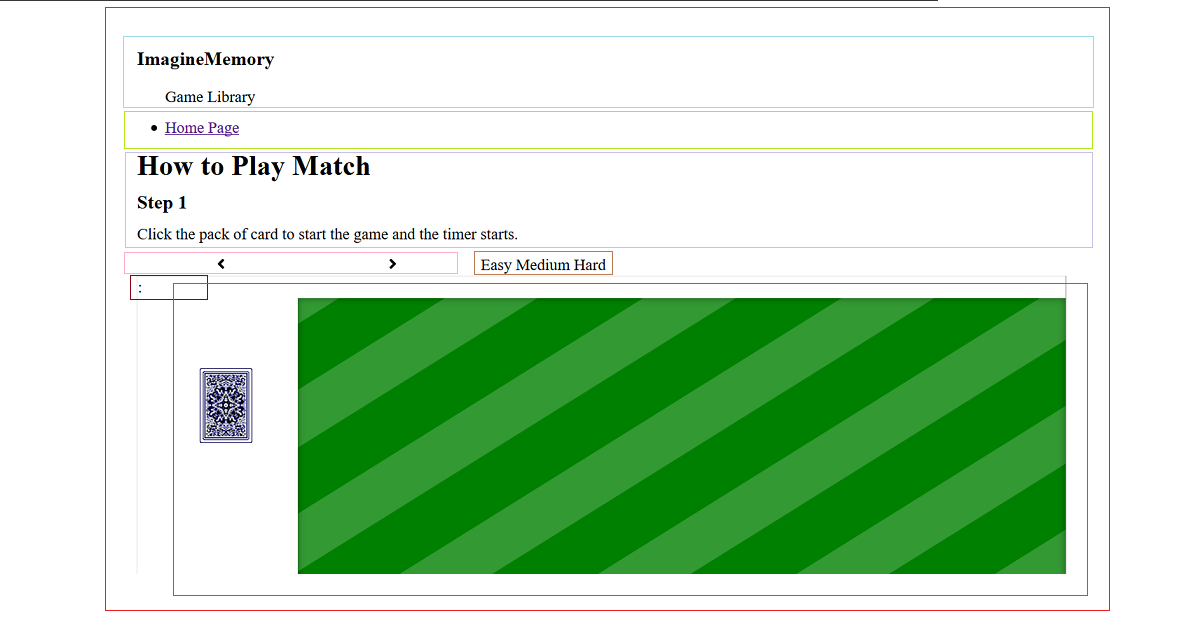 ImagineMemory
Game Library
Home Page
How to Play Match
Step 1
Click the pack of card to start the game and the timer starts.
Easy Medium Hard
: